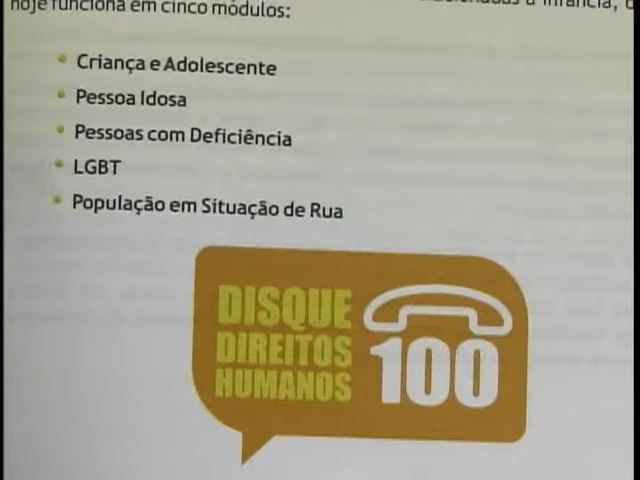 hoje funciona em cinco módulos:
Criança e Adolescente
Pessoa Idosa
Pessoas com Deficiência
LGBT
População em Situação de Rua
DISQUE
DIREITOS
HUMANOS
100